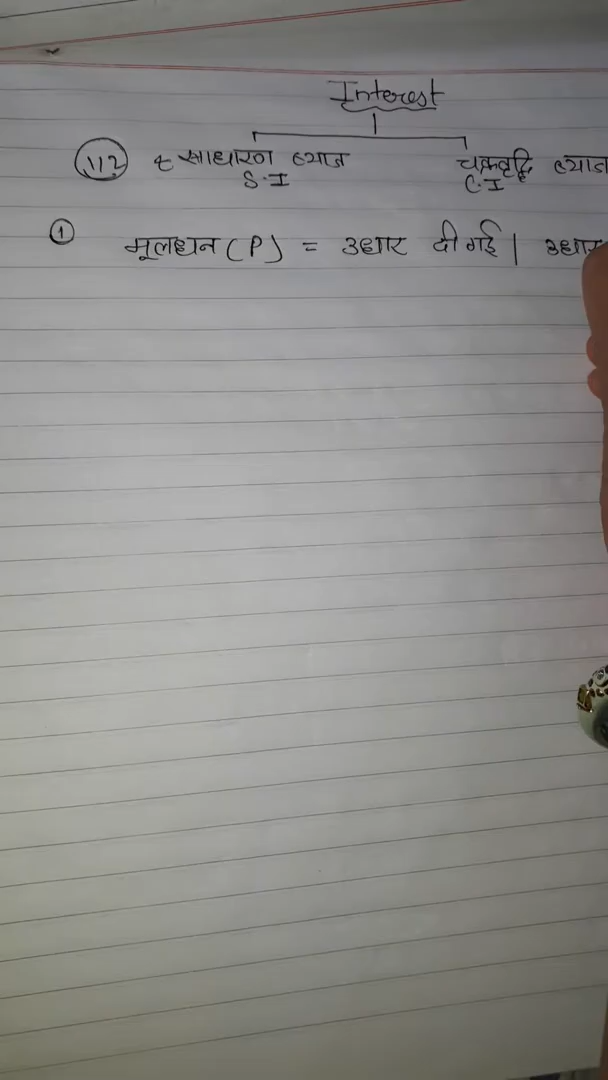 Interest
112 साधारण ब्याज चक्रवृद्धि ब्याज
S.I C.I
① मूलधन (P) = उधार दी गई | उधार